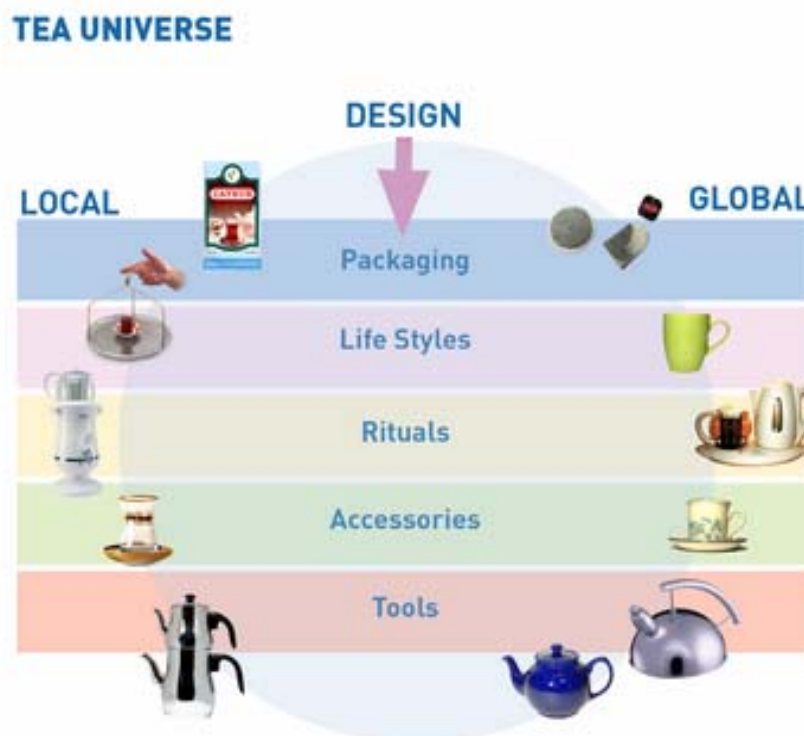 TEA UNIVERSE
DESIGN
LOCAL
GLOBAL
Packaging
Life Styles
Rituals
Accessories
Tools